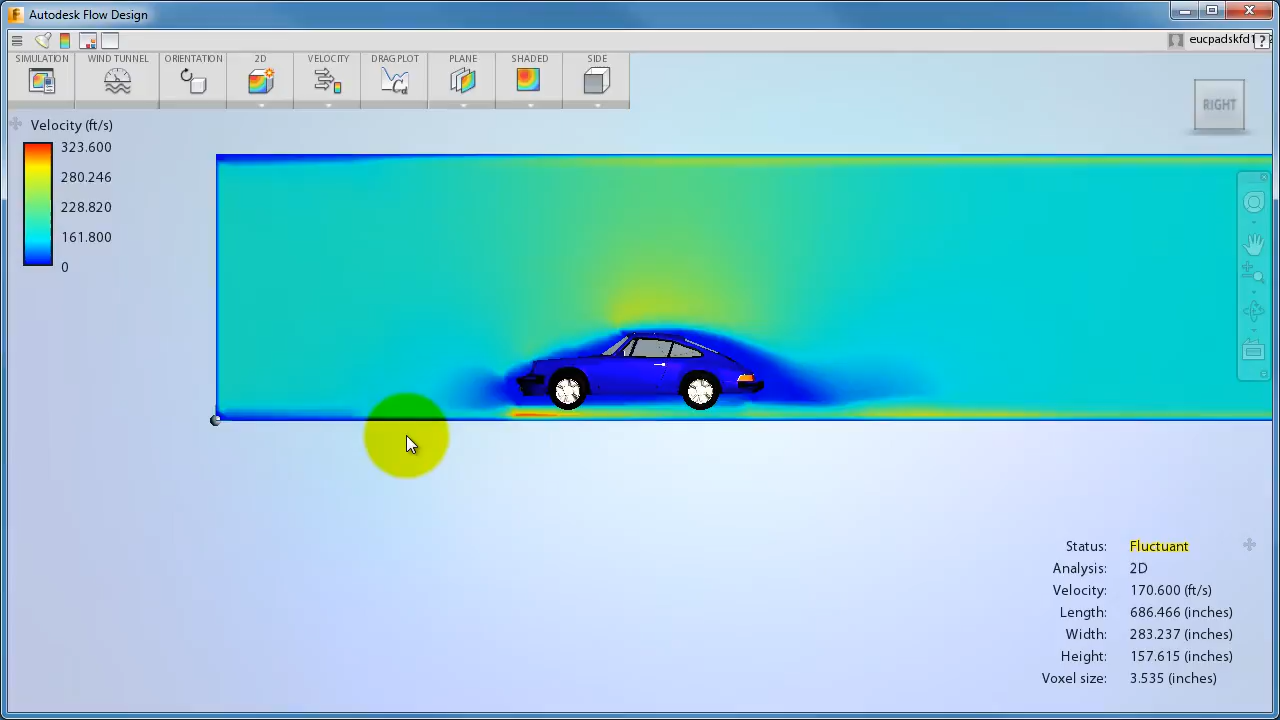 Autodesk Flow Design
eucpadskfd1
?
SIMULATION
WIND TUNNEL
ORIENTATION
2D
VELOCITY
DRAG PLOT
PLANE
SHADED
SIDE
RIGHT
Velocity (ft/s)
323.600
280.246
228.820
161.800
0
Status: Fluctuant
Analysis: 2D
Velocity: 170.600 (ft/s)
Length: 686.466 (inches)
Width: 283.237 (inches)
Height: 157.615 (inches)
Voxel size: 3.535 (inches)